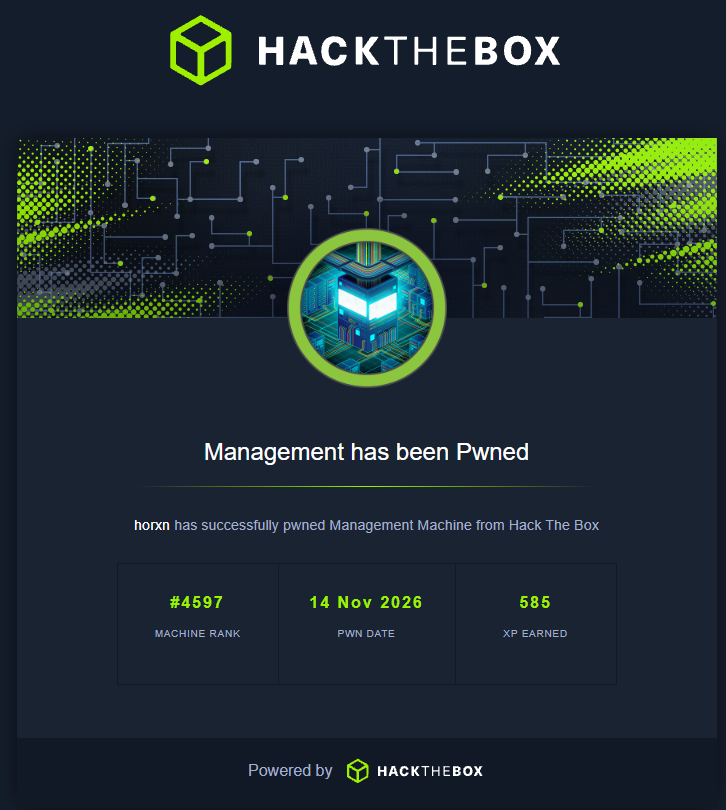 HACKTHEBOX
Management has been Pwned
horxn has successfully pwned Management Machine from Hack The Box
#4597 14 Nov 2026 585
MACHINE RANK PWN DATE XP EARNED
Powered by HACKTHEBOX